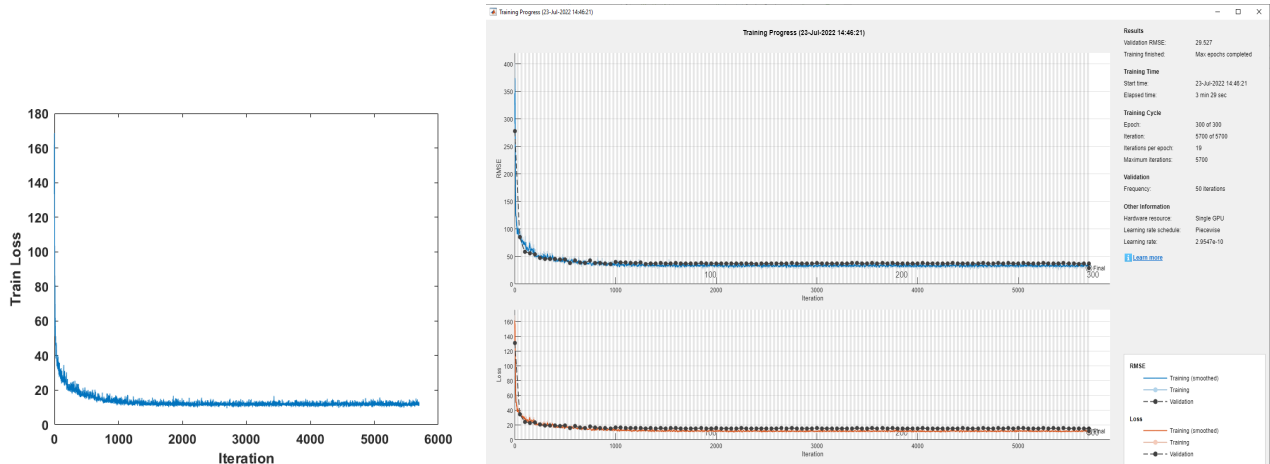 180
160
140
120
100
80
60
40
20
0
Train Loss
0 1000 2000 3000 4000 5000 6000
Iteration
Training Progress (23-Jul-2022 14:46:21)
Training Progress (23-Jul-2022 14:46:21)
400
350
300
250
200
150
100
50
0
RMSE
100 200 300
Final
0 1000 2000 3000 4000 5000
Iteration
160
140
120
100
80
60
40
20
0
Loss
100 200 300
Final
0 1000 2000 3000 4000 5000
Iteration
Results
Validation RMSE: 29.527
Training finished: Max epochs completed
Training Time
Start time: 23-Jul-2022 14:46:21
Elapsed time: 3 min 29 sec
Training Cycle
Epoch: 300 of 300
Iteration: 5700 of 5700
Iterations per epoch: 19
Maximum iterations: 5700
Validation
Frequency: 50 iterations
Other Information
Hardware resource: Single GPU
Learning rate schedule: Piecewise
Learning rate: 2.9547e-10
i Learn more
RMSE
Training (smoothed)
Training
Validation
Loss
Training (smoothed)
Training
Validation